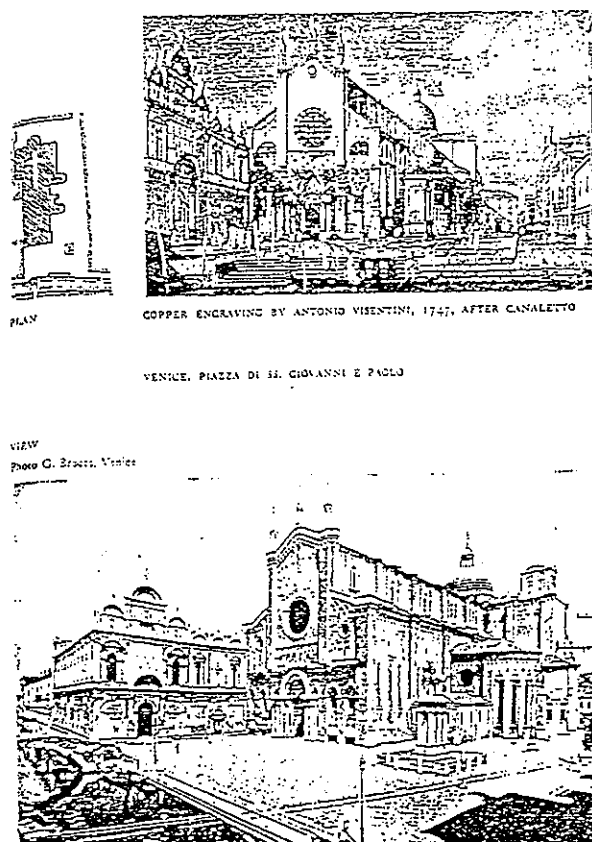 PLAN
COPPER ENGRAVING BY ANTONIO VISENTINI, 1747, AFTER CANALETTO
VENICE, PIAZZA DI SS. GIOVANNI E PAOLO
VIEW
Photo G. Venice